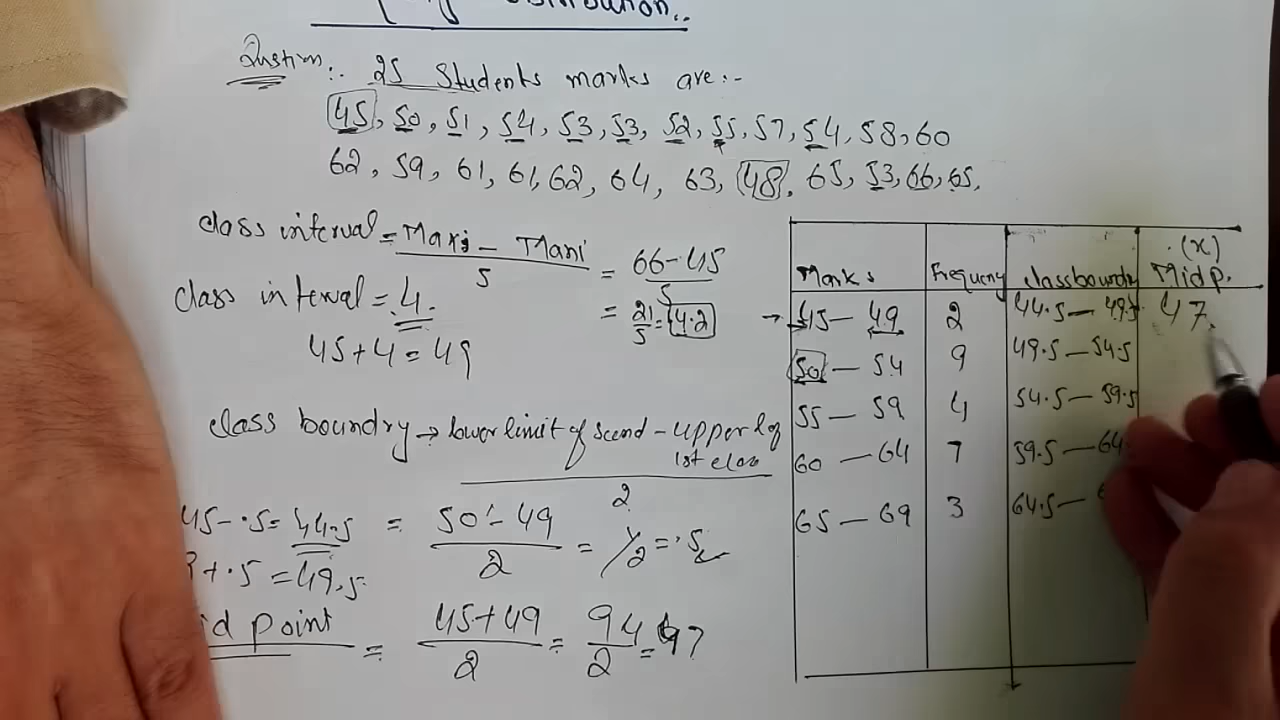 Qustion:. 25 Students marks are:-
45, 50, 51, 54, 53, 53, 52, 55, 57, 54, 58, 60
62, 59, 61, 61, 62, 64, 63, 48, 65, 53, 66, 65.
class interval = Maxi - Mani / 5 = 66-45 / 5
= 21/5 = 4.2
class interval = 4.
45+4 = 49
class boundry → lower limit of scond - upper l of 1st class / 2
= 50 - 49 / 2 = 1/2 = .5
45 - .5 = 44.5
+ .5 = 49.5
id point = 45+49 / 2 = 94 / 2 = 47
Marks Frequeny classboundry (x) Midp.
→ 45 — 49 2 44.5 — 49.5 47.
50 — 54 9 49.5 — 54.5
55 — 59 4 54.5 — 59.5
60 — 64 7 59.5 — 64
65 — 69 3 64.5 —